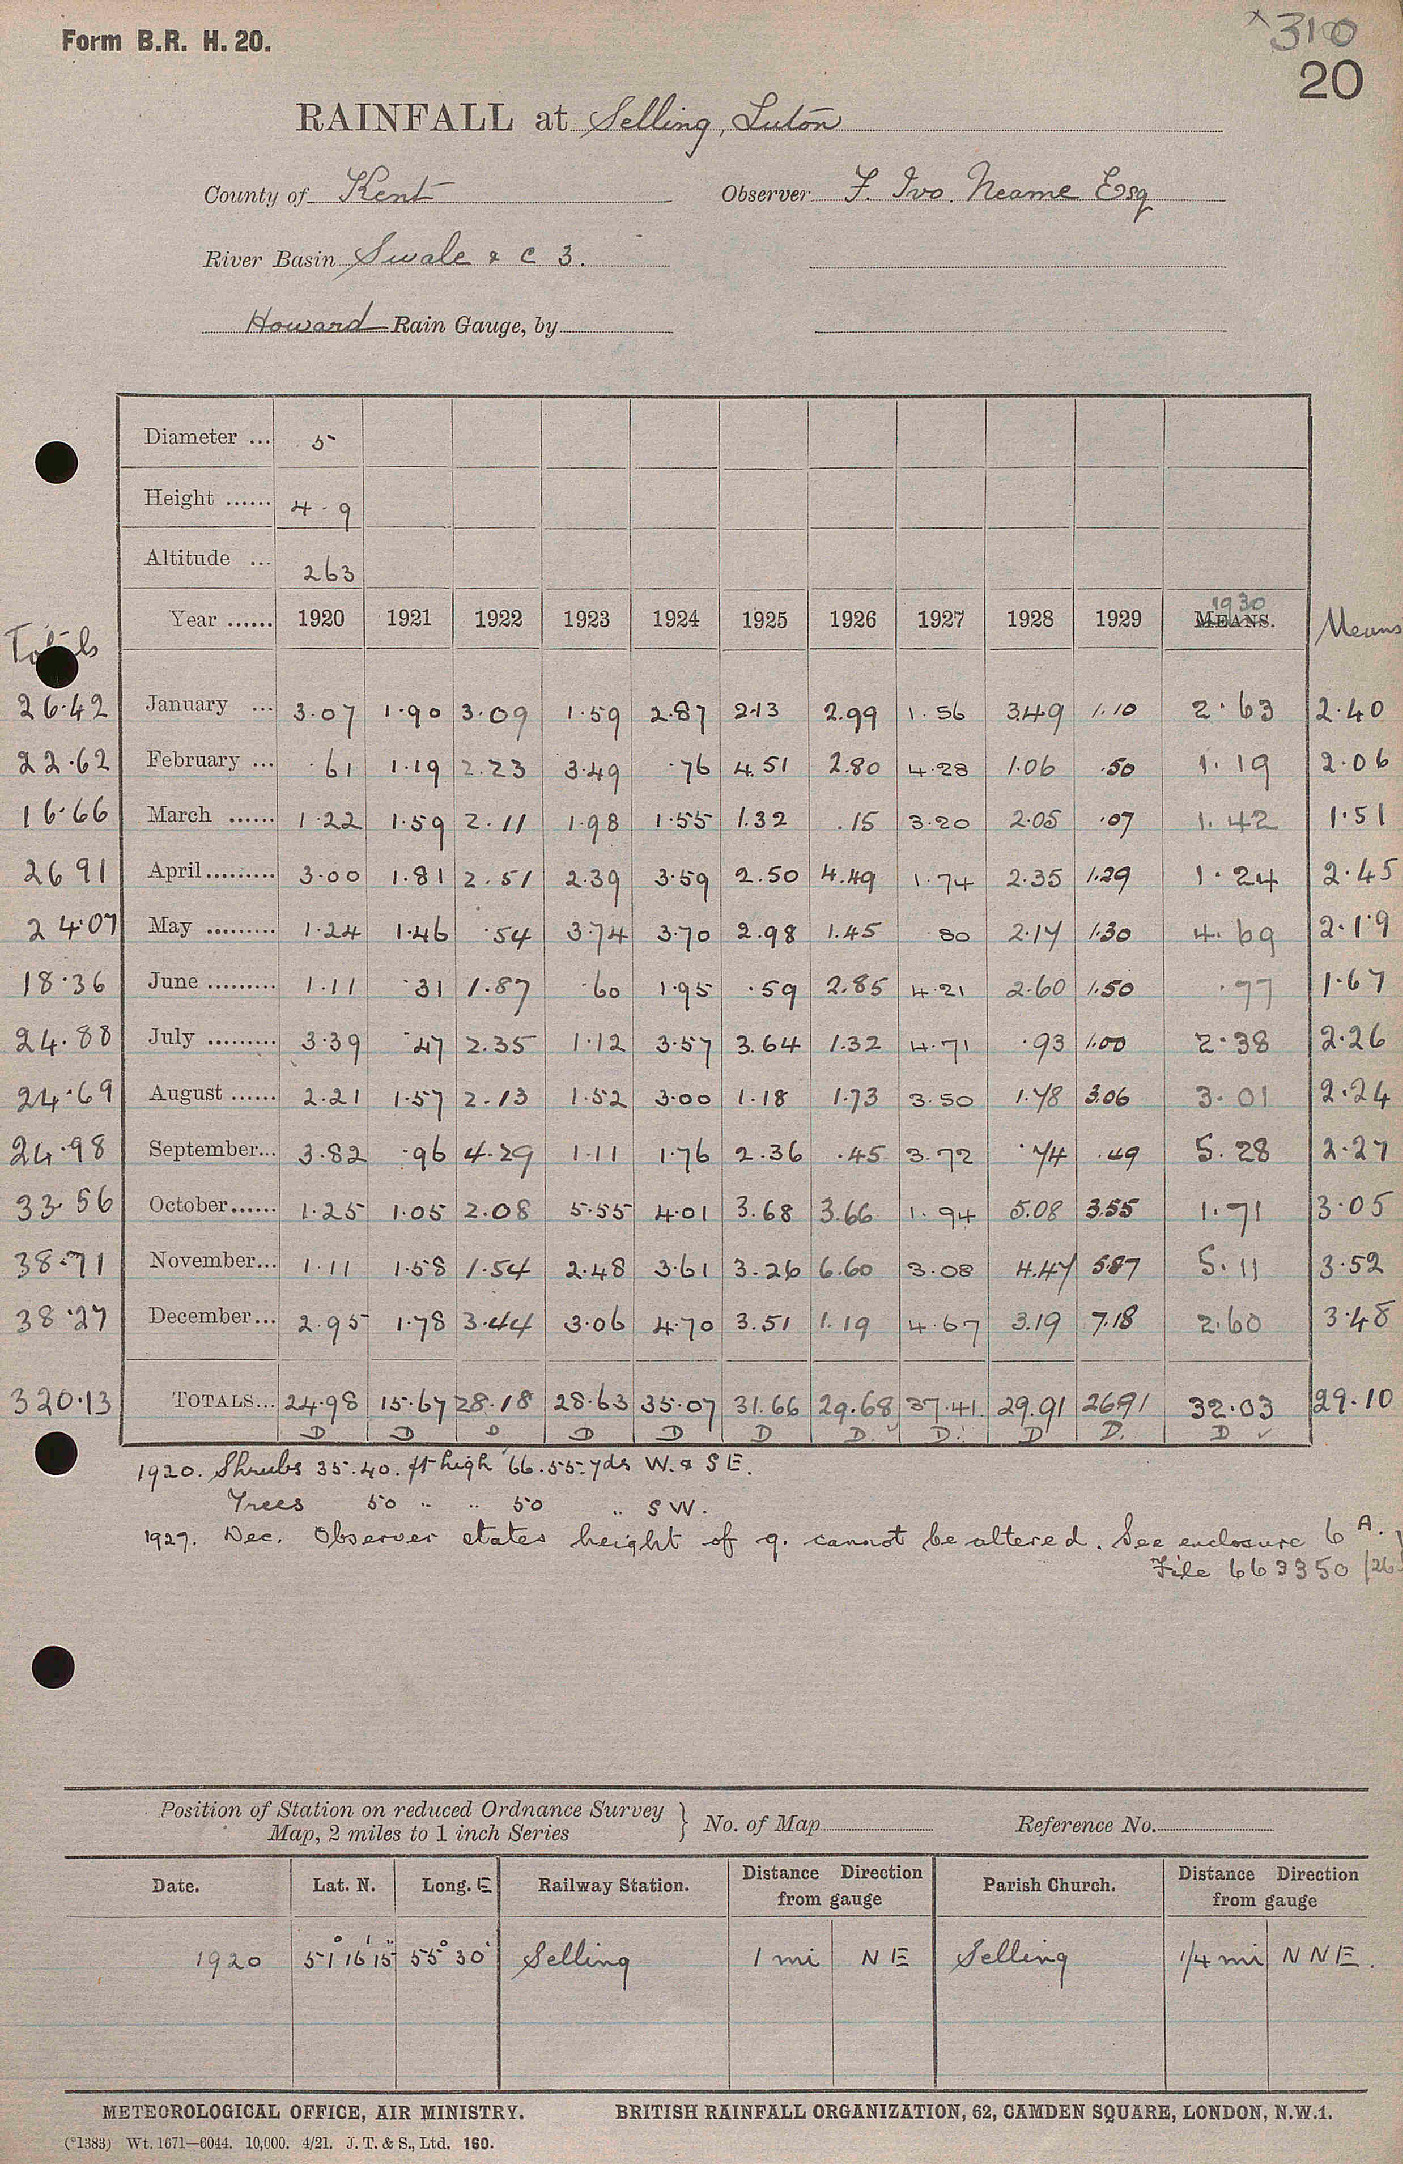 Form B.R. H. 20.
310
20
RAINFALL at Selling, Luton
County of Kent Observer F. Ivo. Neame Esq
River Basin Swale & C 3.
Howard Rain Gauge, by
Diameter ... 5
Height ...... 4 . 9
Altitude ... 263
Totals Year ...... 1920 1921 1922 1923 1924 1925 1926 1927 1928 1929 1930 MEANS. Means
26.42 January ... 3.07 1.90 3.09 1.59 2.87 2.13 2.99 1.56 3.49 1.10 2.63 2.40
22.62 February ... .61 1.19 2.23 3.49 .76 4.51 2.80 4.28 1.06 .50 1.19 2.06
16.66 March ...... 1.22 1.59 2.11 1.98 1.55 1.32 .15 3.20 2.05 .07 1.42 1.51
26 91 April ......... 3.00 1.81 2.51 2.39 3.59 2.50 4.49 1.74 2.35 1.29 1.24 2.45
24.07 May ......... 1.24 1.46 .54 3.74 3.70 2.98 1.45 80 2.17 1.30 4.69 2.19
18.36 June ......... 1.11 .31 1.87 .60 1.95 .59 2.85 4.21 2.60 1.50 .77 1.67
24.88 July ......... 3.39 .47 2.35 1.12 3.57 3.64 1.32 4.71 .93 1.00 2.38 2.26
24.69 August ...... 2.21 1.57 2.13 1.52 3.00 1.18 1.73 3.50 1.78 3.06 3.01 2.24
24.98 September... 3.82 .96 4.29 1.11 1.76 2.36 .45 3.72 .74 .49 5.28 2.27
33.56 October...... 1.25 1.05 2.08 5.55 4.01 3.68 3.66 1.94 5.08 3.55 1.71 3.05
38.71 November... 1.11 1.58 1.54 2.48 3.61 3.26 6.60 3.08 4.47 5.87 5.11 3.52
38.27 December... 2.95 1.78 3.44 3.06 4.70 3.51 1.19 4.67 3.19 7.18 2.60 3.48
320.13 TOTALS... 24.98 15.67 28.18 28.63 35.07 31.66 29.68 37.41 29.91 26.91 32.03 29.10
D D D D D D D. D. D D. D ✓
1920. Shrubs 35.40. ft high 66.55. yds W. & S E.
Trees 50 .. .. 50 .. S W.
1927. Dec. Observer states height of g. cannot be altered. See enclosure 6 A.
File 663350 /26
Position of Station on reduced Ordnance Survey Map, 2 miles to 1 inch Series } No. of Map Reference No.
Date. Lat. N. Long. E Railway Station. Distance Direction from gauge Parish Church. Distance Direction from gauge
1920 51° 16' 15" 55° 30' Selling 1 mi N E Selling 1/4 mi N N E.
METEOROLOGICAL OFFICE, AIR MINISTRY. BRITISH RAINFALL ORGANIZATION, 62, CAMDEN SQUARE, LONDON, N.W.1.
(*1383) Wt. 1671—6044. 10,000. 4/21. J. T. & S., Ltd. 160.